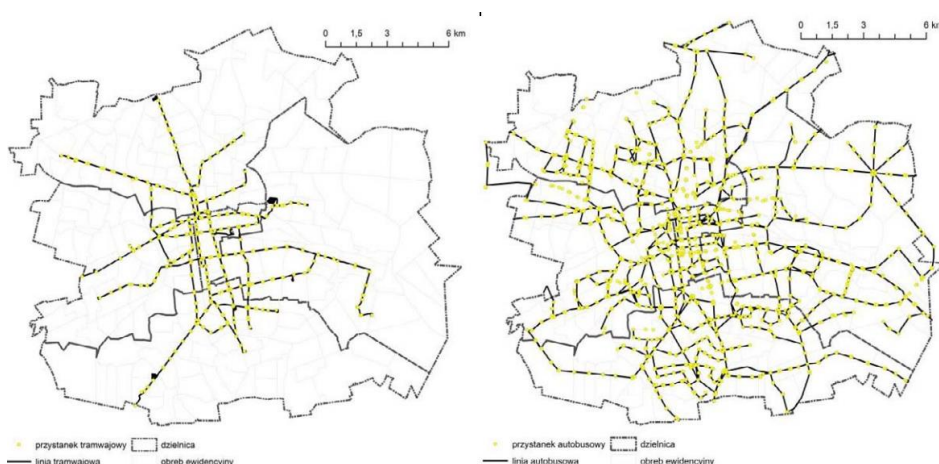 0 1,5 3 6 km
przystanek tramwajowy dzielnica
linia tramwajowa obręb ewidencyjny
0 1,5 3 6 km
przystanek autobusowy dzielnica
linia autobusowa obręb ewidencyjny